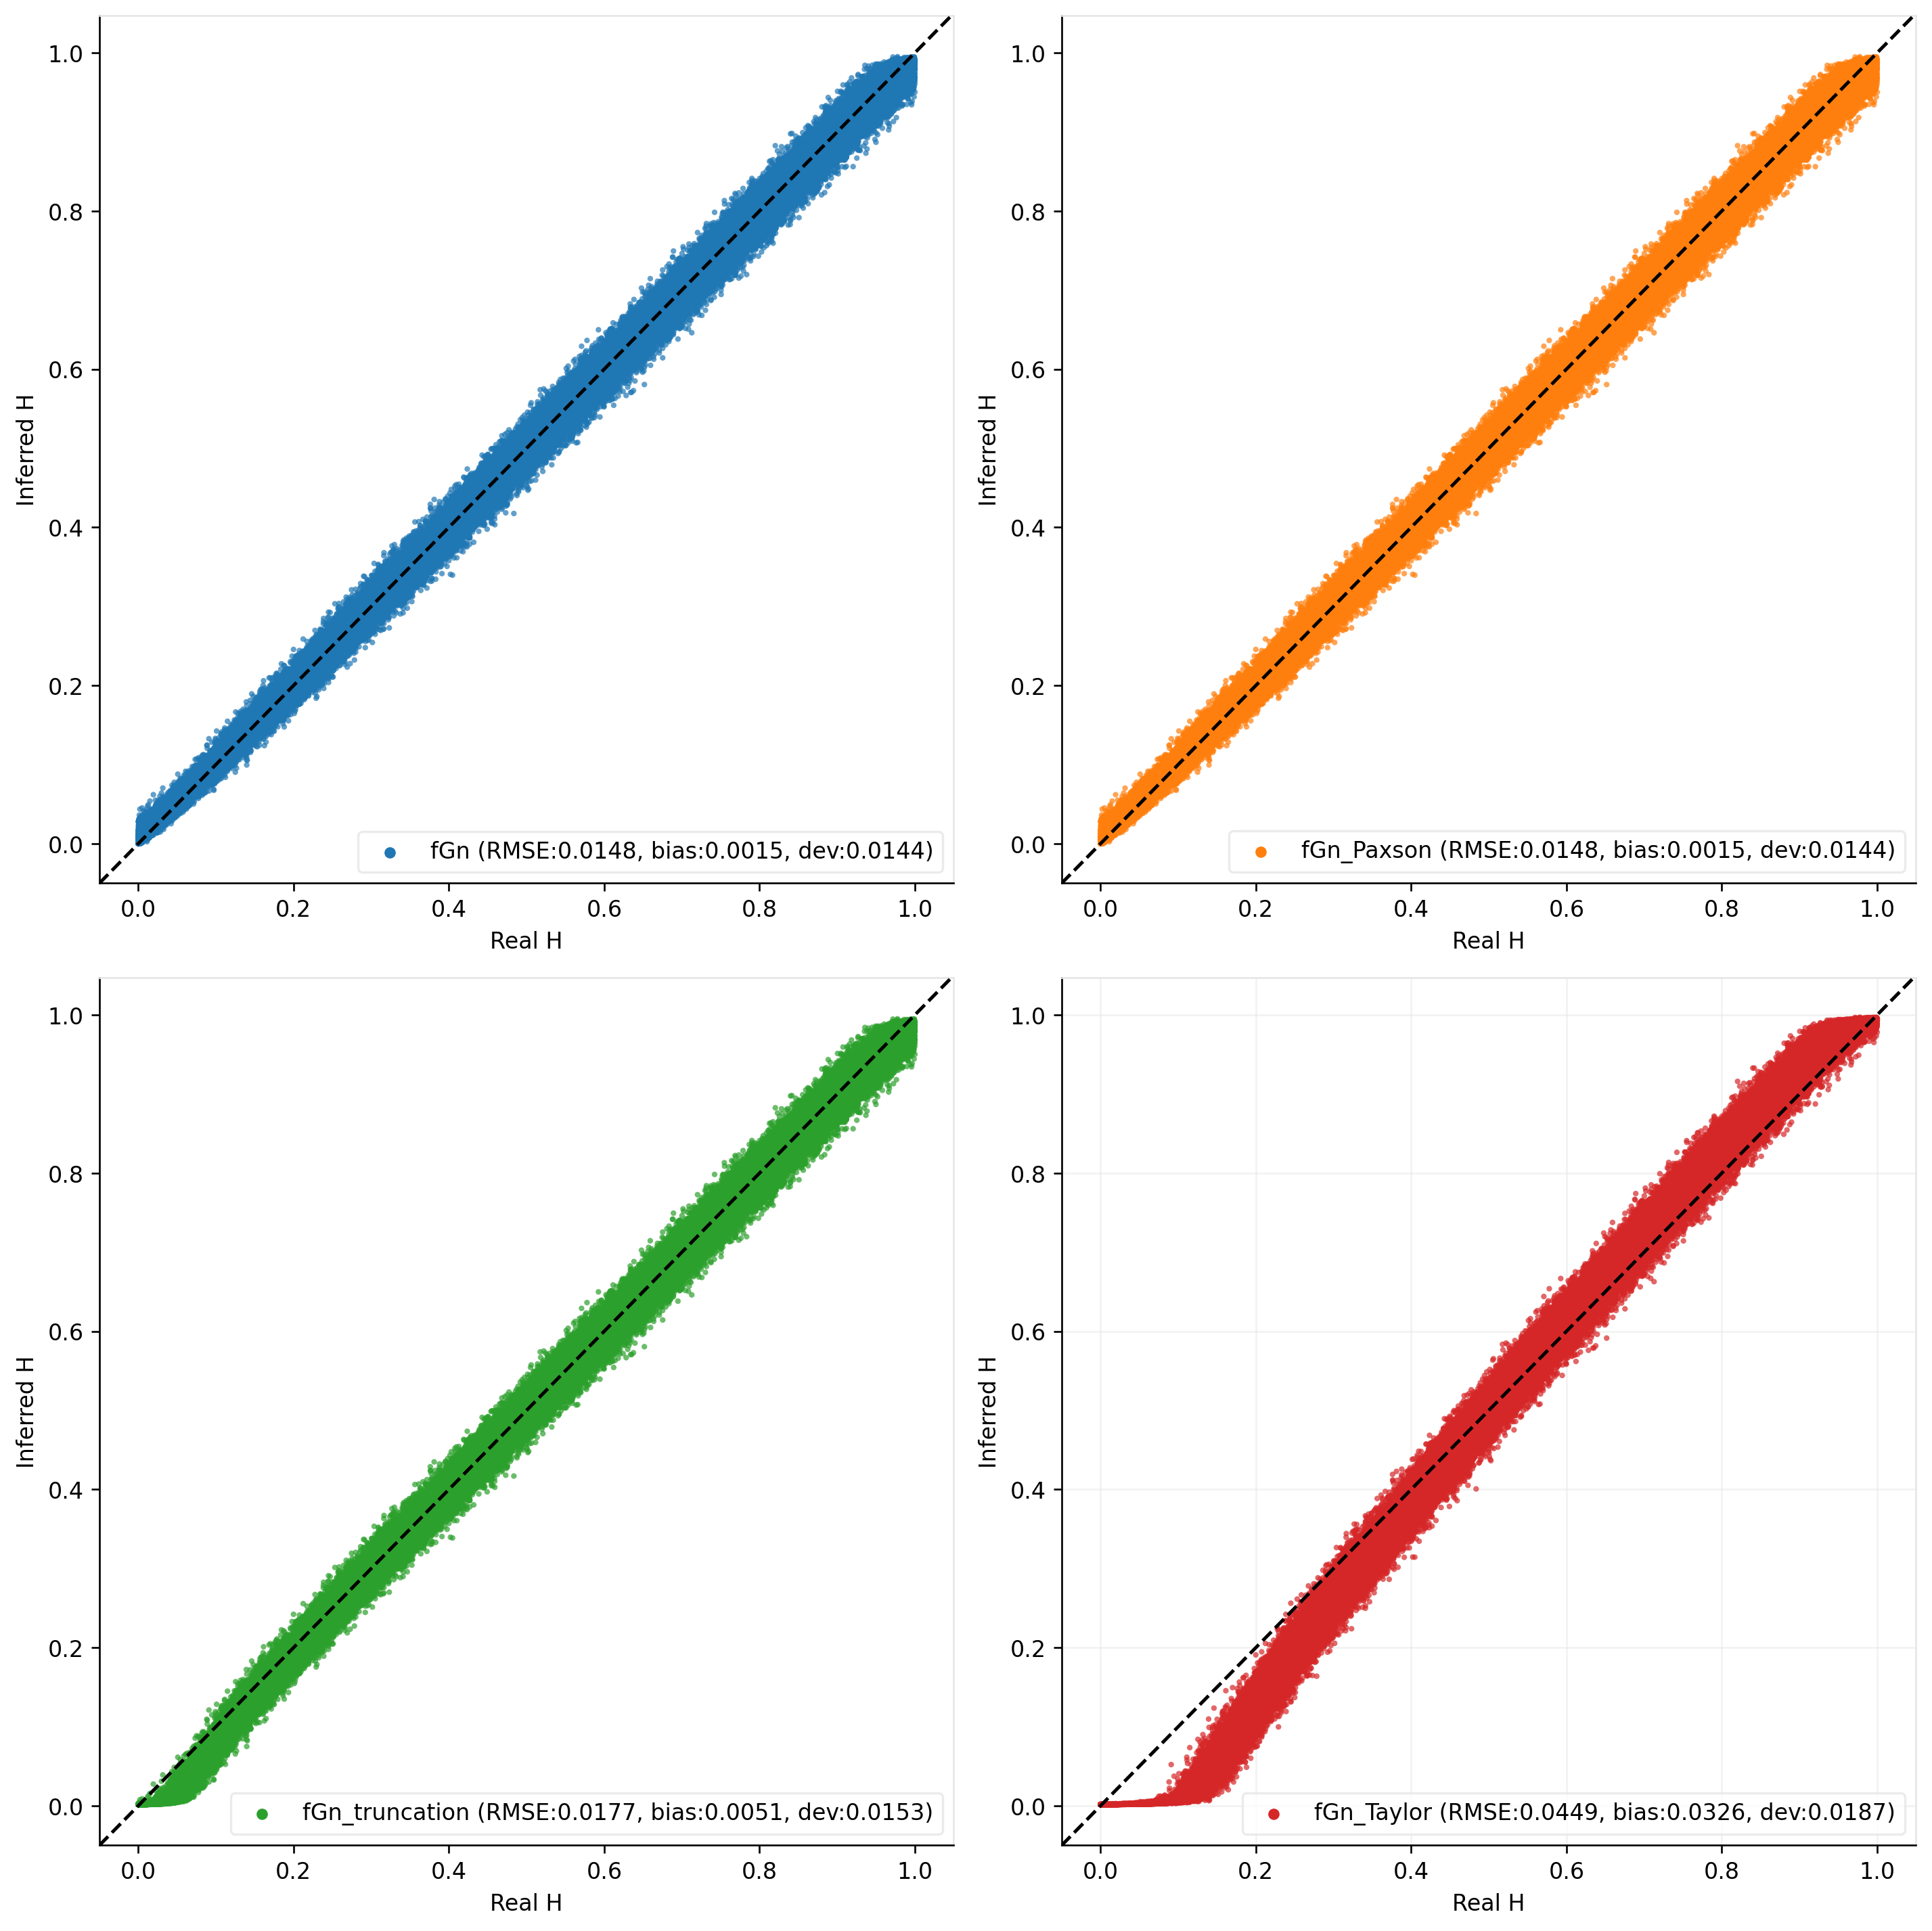 1.0
0.8
0.6
0.4
0.2
0.0
Inferred H
fGn (RMSE:0.0148, bias:0.0015, dev:0.0144)
0.0 0.2 0.4 0.6 0.8 1.0
Real H
1.0
0.8
0.6
0.4
0.2
0.0
Inferred H
fGn_Paxson (RMSE:0.0148, bias:0.0015, dev:0.0144)
0.0 0.2 0.4 0.6 0.8 1.0
Real H
1.0
0.8
0.6
0.4
0.2
0.0
Inferred H
fGn_truncation (RMSE:0.0177, bias:0.0051, dev:0.0153)
0.0 0.2 0.4 0.6 0.8 1.0
Real H
1.0
0.8
0.6
0.4
0.2
0.0
Inferred H
fGn_Taylor (RMSE:0.0449, bias:0.0326, dev:0.0187)
0.0 0.2 0.4 0.6 0.8 1.0
Real H